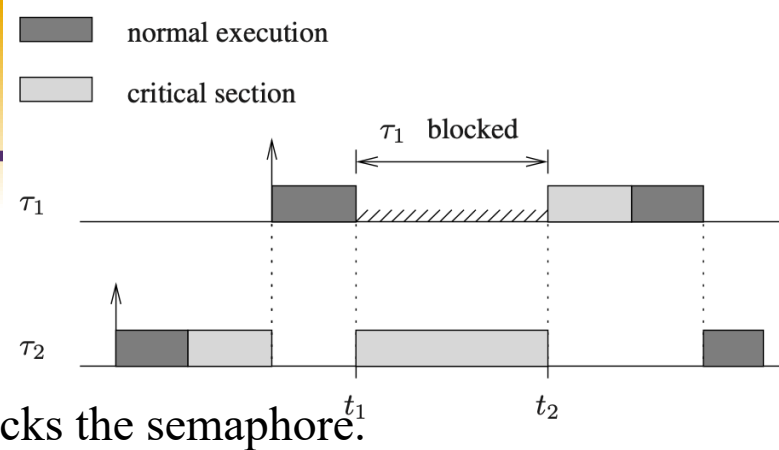 normal execution
critical section
τ₁ blocked
τ₁
τ₂
t₁ t₂
cks the semaphore.